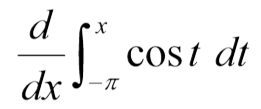 d/dx ∫_{-π}^{x} cos t dt